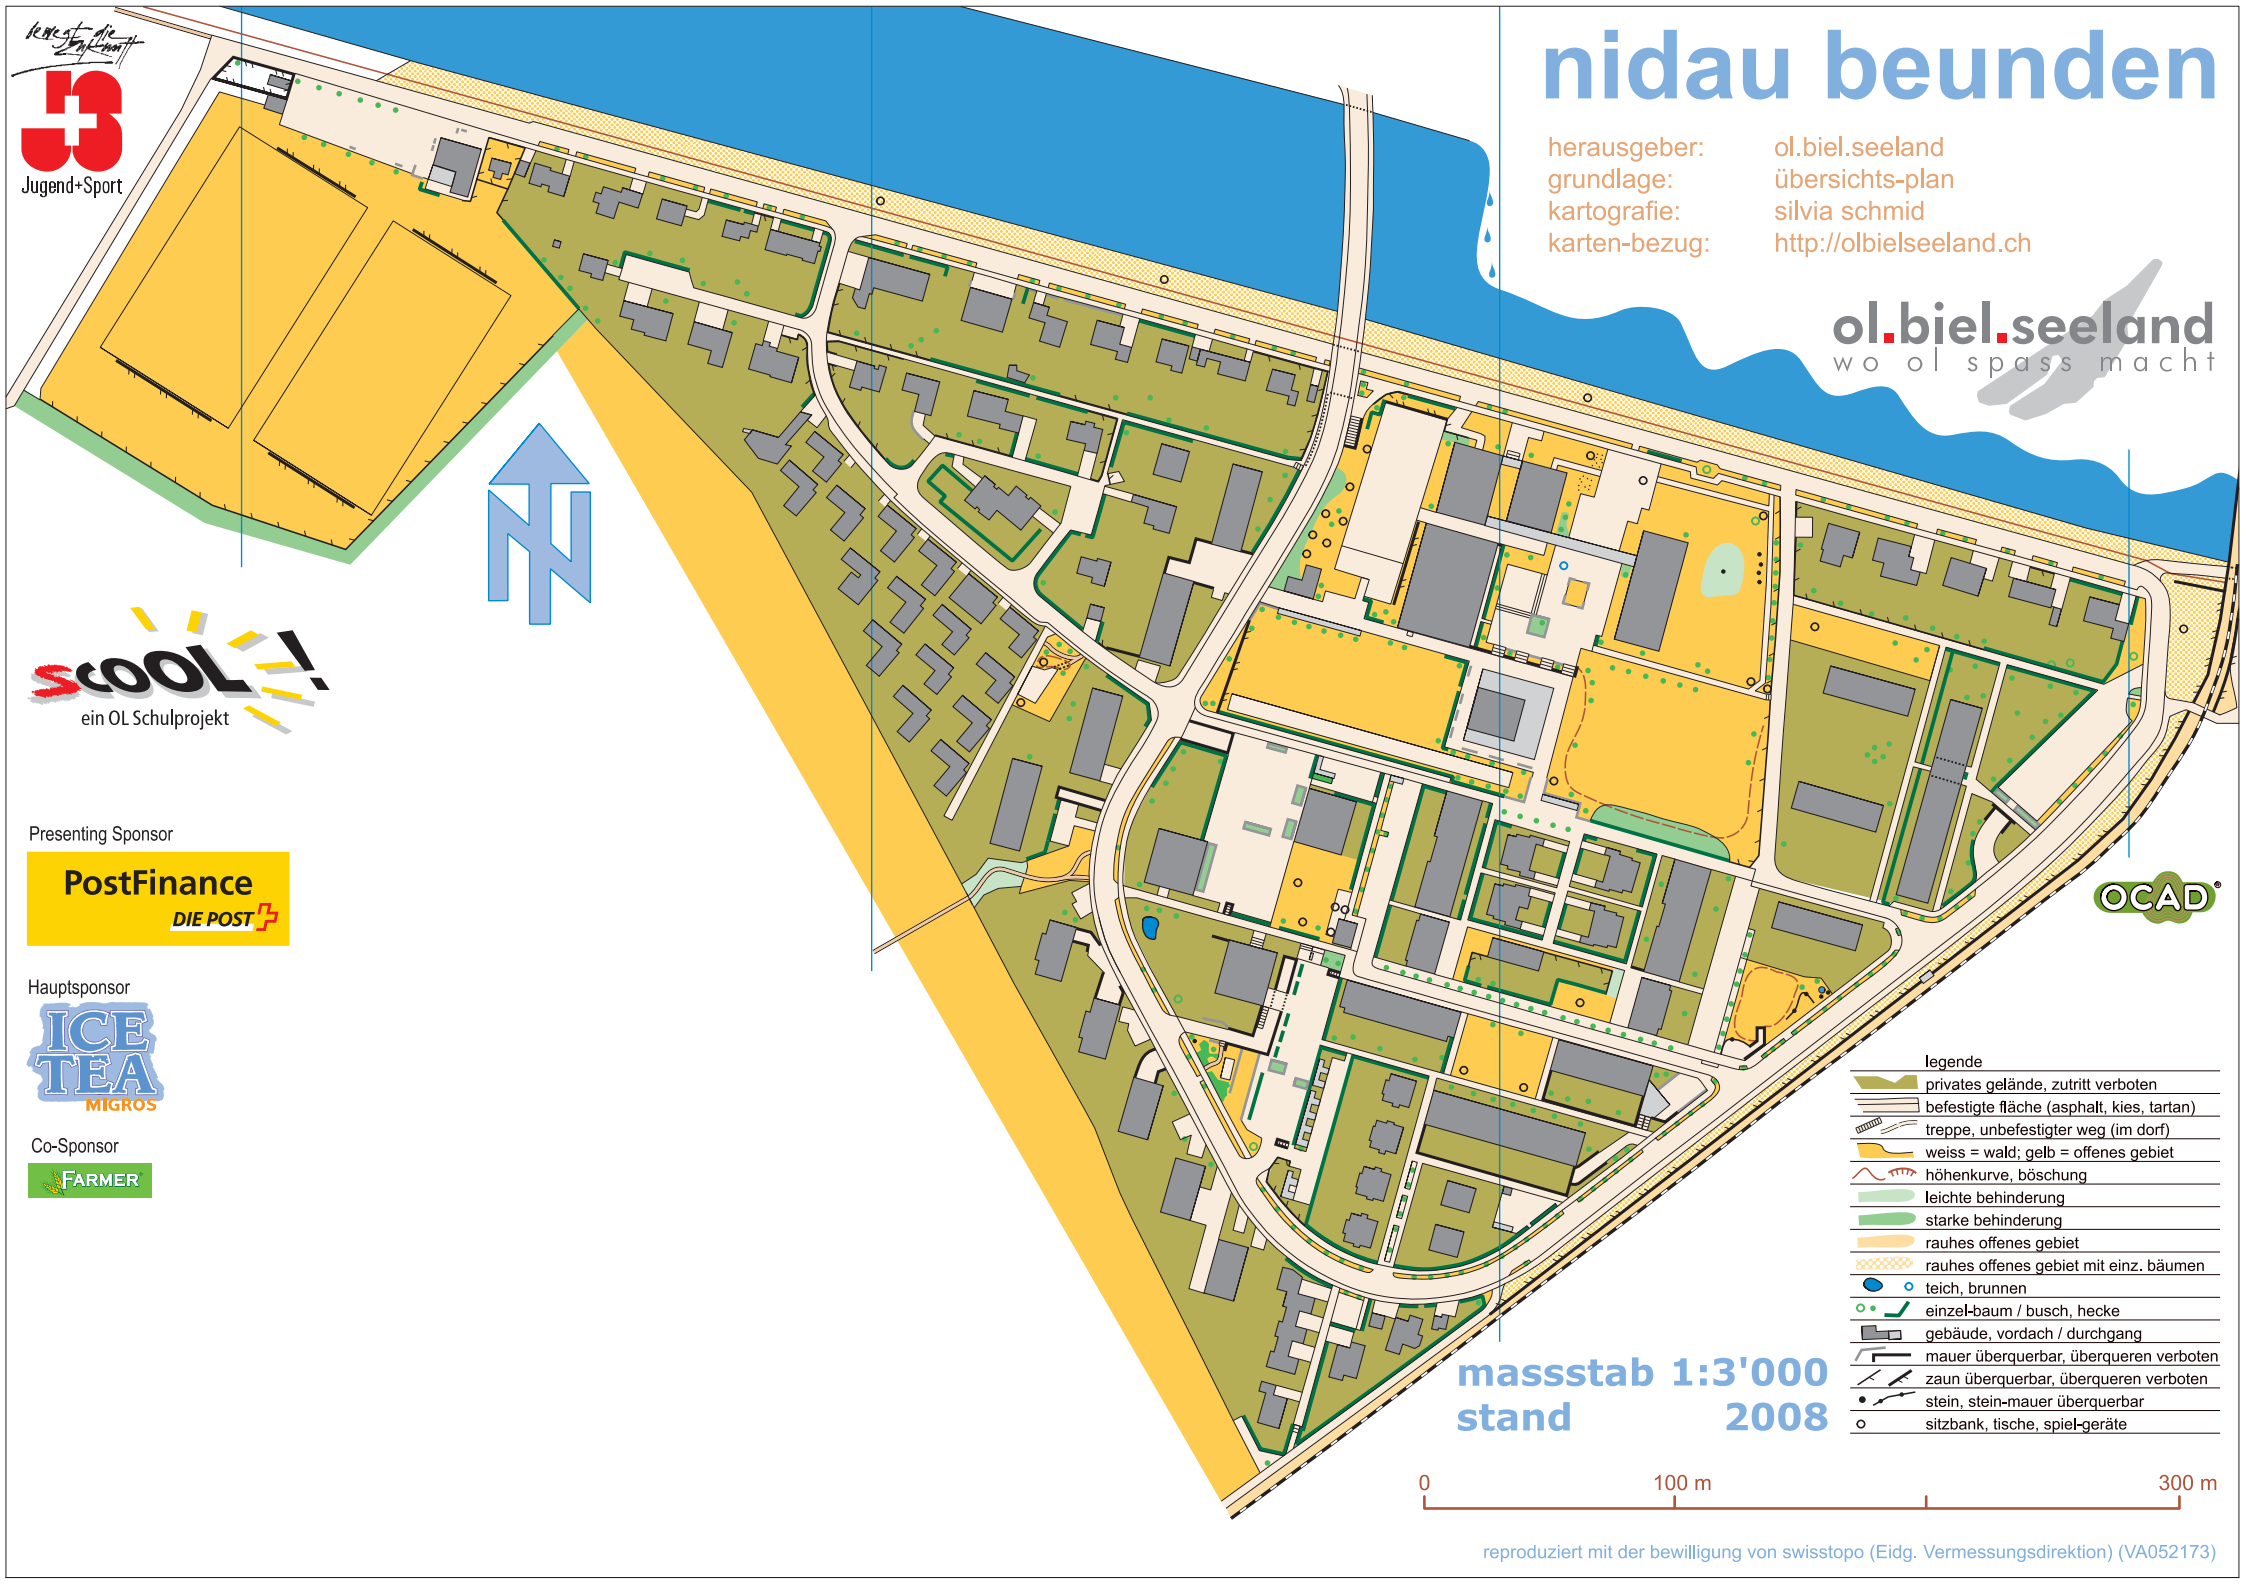 bewegt die
Zukunft
Jugend+Sport
nidau beunden
herausgeber: ol.biel.seeland
grundlage: übersichts-plan
kartografie: silvia schmid
karten-bezug: http://olbielseeland.ch
ol.biel.seeland
wo ol spass macht
N
scOOL!
ein OL Schulprojekt
Presenting Sponsor
PostFinance
DIE POST
Hauptsponsor
ICE
TEA
MIGROS
Co-Sponsor
FARMER
OCAD®
legende
privates gelände, zutritt verboten
befestigte fläche (asphalt, kies, tartan)
treppe, unbefestigter weg (im dorf)
weiss = wald; gelb = offenes gebiet
höhenkurve, böschung
leichte behinderung
starke behinderung
rauhes offenes gebiet
rauhes offenes gebiet mit einz. bäumen
teich, brunnen
einzel-baum / busch, hecke
gebäude, vordach / durchgang
mauer überquerbar, überqueren verboten
zaun überquerbar, überqueren verboten
stein, stein-mauer überquerbar
sitzbank, tische, spiel-geräte
massstab 1:3'000
stand 2008
0 100 m 300 m
reproduziert mit der bewilligung von swisstopo (Eidg. Vermessungsdirektion) (VA052173)